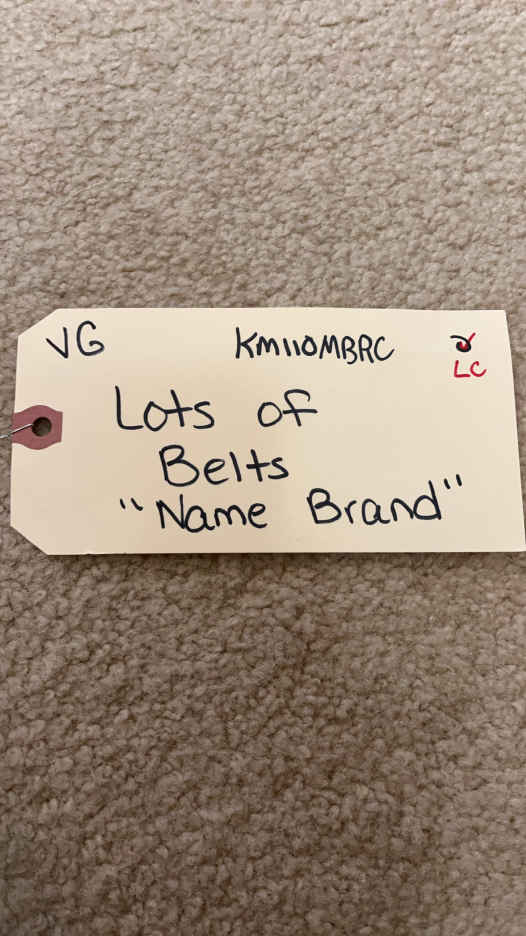 VG KM110MBRC
LC
Lots of
Belts
"Name Brand"